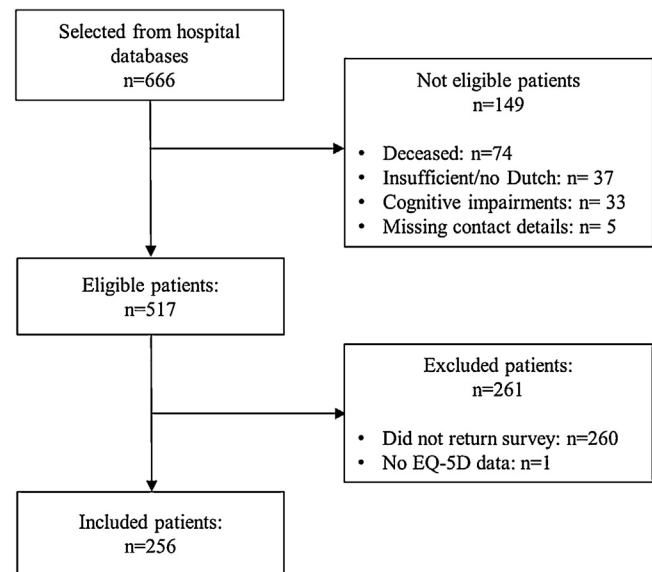 Selected from hospital
databases
n=666
Not eligible patients
n=149
• Deceased: n=74
• Insufficient/no Dutch: n= 37
• Cognitive impairments: n= 33
• Missing contact details: n= 5
Eligible patients:
n=517
Excluded patients:
n=261
• Did not return survey: n=260
• No EQ-5D data: n=1
Included patients:
n=256